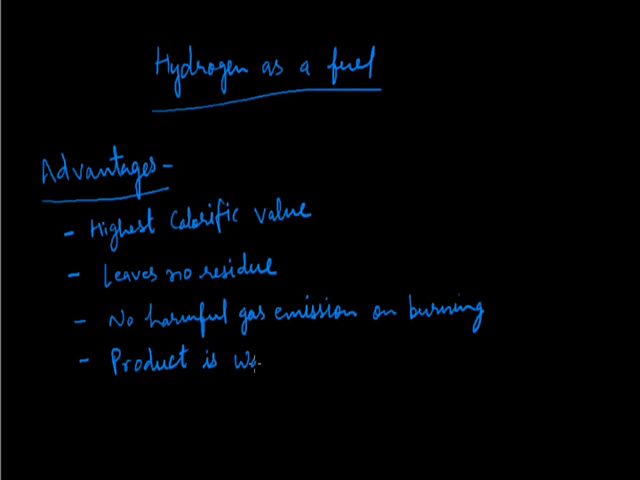 Hydrogen as a fuel
Advantages -
- Highest Calorific value
- Leaves no residue
- No harmful gas emission on burning
- Product is